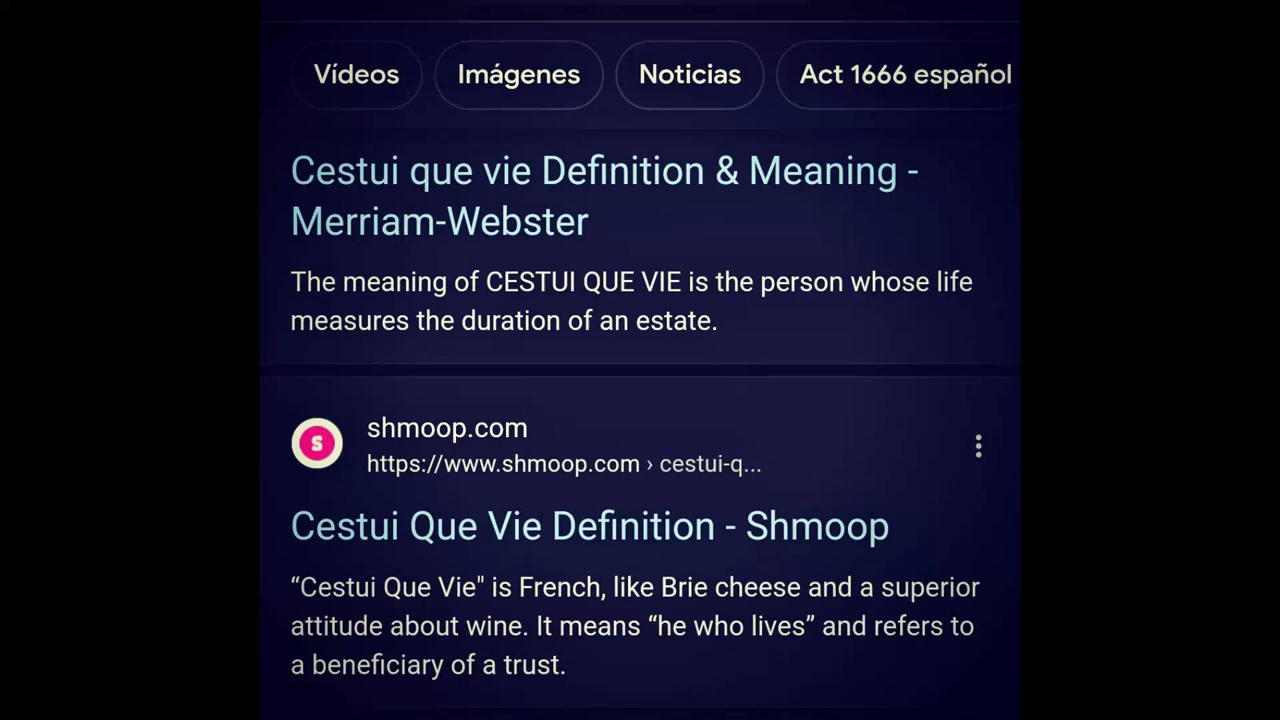 Vídeos
Imágenes
Noticias
Act 1666 español
Cestui que vie Definition & Meaning -
Merriam-Webster
The meaning of CESTUI QUE VIE is the person whose life
measures the duration of an estate.
S
shmoop.com
https://www.shmoop.com › cestui-q...
Cestui Que Vie Definition - Shmoop
“Cestui Que Vie" is French, like Brie cheese and a superior
attitude about wine. It means “he who lives” and refers to
a beneficiary of a trust.